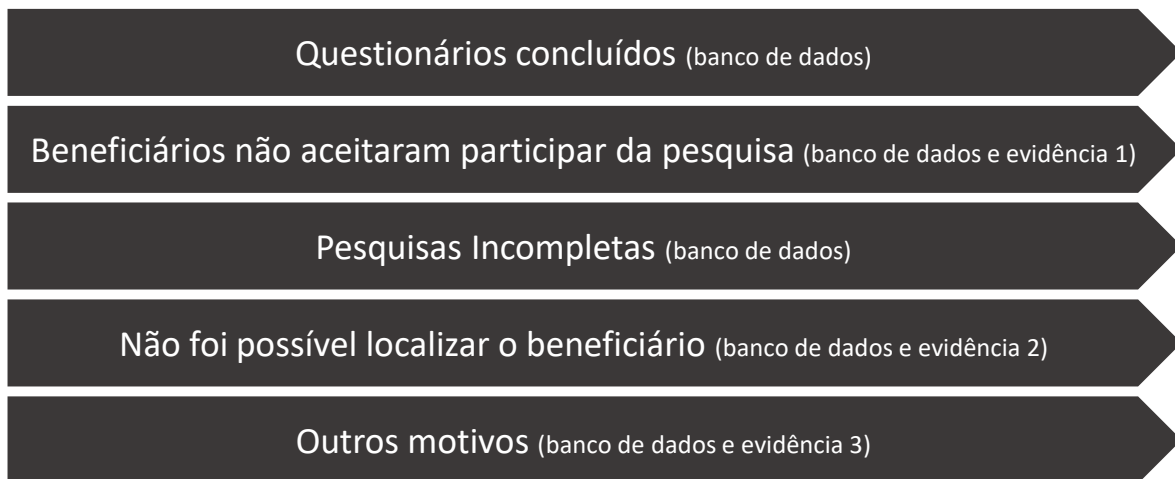 Questionários concluídos (banco de dados)
Beneficiários não aceitaram participar da pesquisa (banco de dados e evidência 1)
Pesquisas Incompletas (banco de dados)
Não foi possível localizar o beneficiário (banco de dados e evidência 2)
Outros motivos (banco de dados e evidência 3)